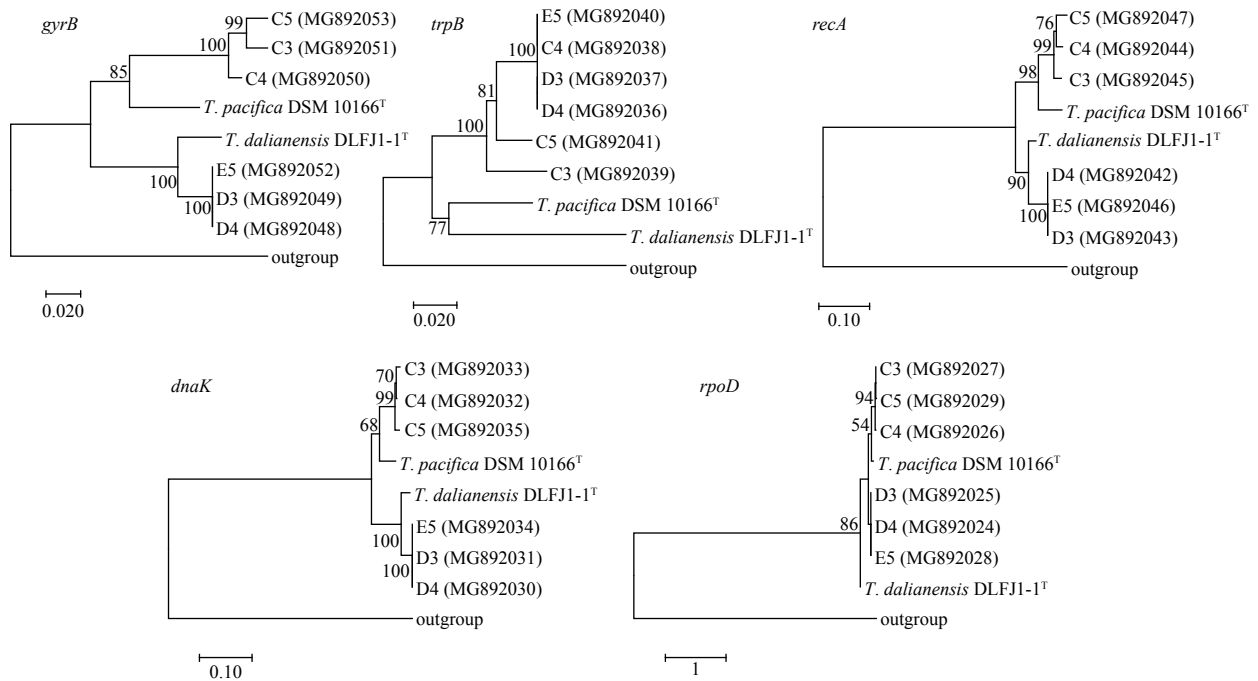 gyrB
99
C5 (MG892053)
100
C3 (MG892051)
85
C4 (MG892050)
T. pacifica DSM 10166ᵀ
T. dalianensis DLFJ1-1ᵀ
100
E5 (MG892052)
D3 (MG892049)
100
D4 (MG892048)
outgroup
0.020
trpB
E5 (MG892040)
100
C4 (MG892038)
D3 (MG892037)
81
D4 (MG892036)
100
C5 (MG892041)
C3 (MG892039)
T. pacifica DSM 10166ᵀ
77
T. dalianensis DLFJ1-1ᵀ
outgroup
0.020
recA
76
C5 (MG892047)
99
C4 (MG892044)
98
C3 (MG892045)
T. pacifica DSM 10166ᵀ
T. dalianensis DLFJ1-1ᵀ
90
D4 (MG892042)
E5 (MG892046)
100
D3 (MG892043)
outgroup
0.10
dnaK
70
C3 (MG892033)
99
C4 (MG892032)
68
C5 (MG892035)
T. pacifica DSM 10166ᵀ
T. dalianensis DLFJ1-1ᵀ
E5 (MG892034)
100
D3 (MG892031)
100
D4 (MG892030)
outgroup
0.10
rpoD
C3 (MG892027)
94
C5 (MG892029)
54
C4 (MG892026)
T. pacifica DSM 10166ᵀ
D3 (MG892025)
86
D4 (MG892024)
E5 (MG892028)
T. dalianensis DLFJ1-1ᵀ
outgroup
1